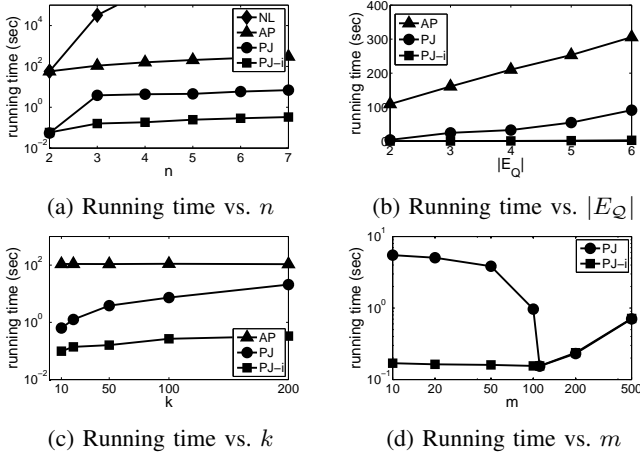 running time (sec)
10^4
10^2
10^0
10^-2
2 3 4 5 6 7
n
NL
AP
PJ
PJ-i
(a) Running time vs. n
running time (sec)
400
300
200
100
0
2 3 4 5 6
|E_Q|
AP
PJ
PJ-i
(b) Running time vs. |E_Q|
running time (sec)
10^2
10^0
10^-2
10 50 100 200
k
AP
PJ
PJ-i
(c) Running time vs. k
running time (sec)
10^1
10^0
10^-1
10 20 50 100 200 500
m
PJ
PJ-i
(d) Running time vs. m